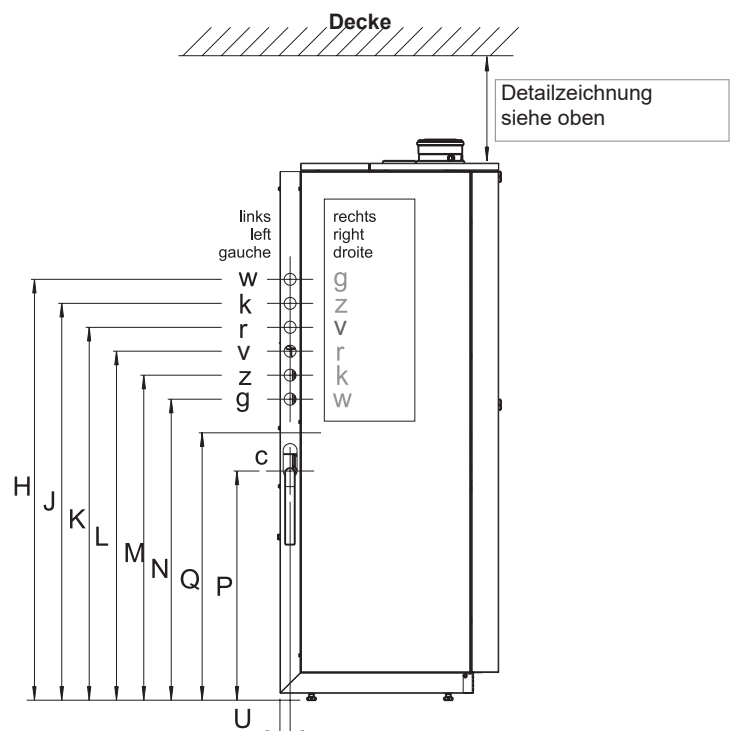 Decke
Detailzeichnung
siehe oben
links
left
gauche
rechts
right
droite
w g
k z
r v
v r
z k
g w
c
H
J
K
L
M
N
Q
P
U